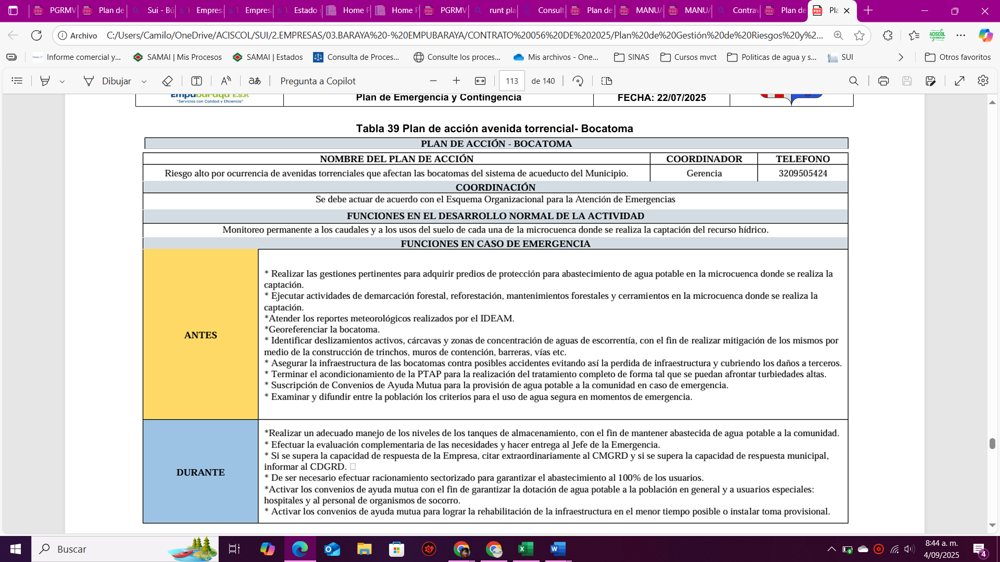 PGRMV
Plan de
Sui - Bú
Empres
Empres
Estado
Home P
Home P
PGRMV
runt pla
Consult
Plan de
MANUA
MANUA
Contrav
Plan de
Pla
Archivo
C:/Users/Camilo/OneDrive/ACISCOL/SUI/2.EMPRESAS/03.BARAYA%20-%20EMPUBARAYA/CONTRATO%20056%20DE%202025/Plan%20de%20Gestión%20de%20Riesgos%20y%2...
Informe comercial y...
SAMAI | Mis Procesos
SAMAI | Estados
Consulta de Proces...
Consulte los proces...
Mis archivos - One...
SINAS
Cursos mvct
Politicas de agua y s...
SUI
Otros favoritos
Dibujar
Pregunta a Copilot
113 de 140
Empubaraya E.S.P.
"Servicios con Calidad y Eficiencia"
Plan de Emergencia y Contingencia
FECHA: 22/07/2025
Tabla 39 Plan de acción avenida torrencial- Bocatoma
PLAN DE ACCIÓN - BOCATOMA
NOMBRE DEL PLAN DE ACCIÓN COORDINADOR TELEFONO
Riesgo alto por ocurrencia de avenidas torrenciales que afectan las bocatomas del sistema de acueducto del Municipio. Gerencia 3209505424
COORDINACIÓN
Se debe actuar de acuerdo con el Esquema Organizacional para la Atención de Emergencias
FUNCIONES EN EL DESARROLLO NORMAL DE LA ACTIVIDAD
Monitoreo permanente a los caudales y a los usos del suelo de cada una de la microcuenca donde se realiza la captación del recurso hídrico.
FUNCIONES EN CASO DE EMERGENCIA
ANTES
* Realizar las gestiones pertinentes para adquirir predios de protección para abastecimiento de agua potable en la microcuenca donde se realiza la
captación.
* Ejecutar actividades de demarcación forestal, reforestación, mantenimientos forestales y cerramientos en la microcuenca donde se realiza la
captación.
*Atender los reportes meteorológicos realizados por el IDEAM.
*Georeferenciar la bocatoma.
* Identificar deslizamientos activos, cárcavas y zonas de concentración de aguas de escorrentía, con el fin de realizar mitigación de los mismos por
medio de la construcción de trinchos, muros de contención, barreras, vías etc.
* Asegurar la infraestructura de las bocatomas contra posibles accidentes evitando así la perdida de infraestructura y cubriendo los daños a terceros.
* Terminar el acondicionamiento de la PTAP para la realización del tratamiento completo de forma tal que se puedan afrontar turbiedades altas.
* Suscripción de Convenios de Ayuda Mutua para la provisión de agua potable a la comunidad en caso de emergencia.
* Examinar y difundir entre la población los criterios para el uso de agua segura en momentos de emergencia.
DURANTE
*Realizar un adecuado manejo de los niveles de los tanques de almacenamiento, con el fin de mantener abastecida de agua potable a la comunidad.
* Efectuar la evaluación complementaria de las necesidades y hacer entrega al Jefe de la Emergencia.
* Si se supera la capacidad de respuesta de la Empresa, citar extraordinariamente al CMGRD y si se supera la capacidad de respuesta municipal,
informar al CDGRD.
* De ser necesario efectuar racionamiento sectorizado para garantizar el abastecimiento al 100% de los usuarios.
*Activar los convenios de ayuda mutua con el fin de garantizar la dotación de agua potable a la población en general y a usuarios especiales:
hospitales y al personal de organismos de socorro.
* Activar los convenios de ayuda mutua para lograr la rehabilitación de la infraestructura en el menor tiempo posible o instalar toma provisional.
Buscar
8:44 a. m.
4/09/2025
4